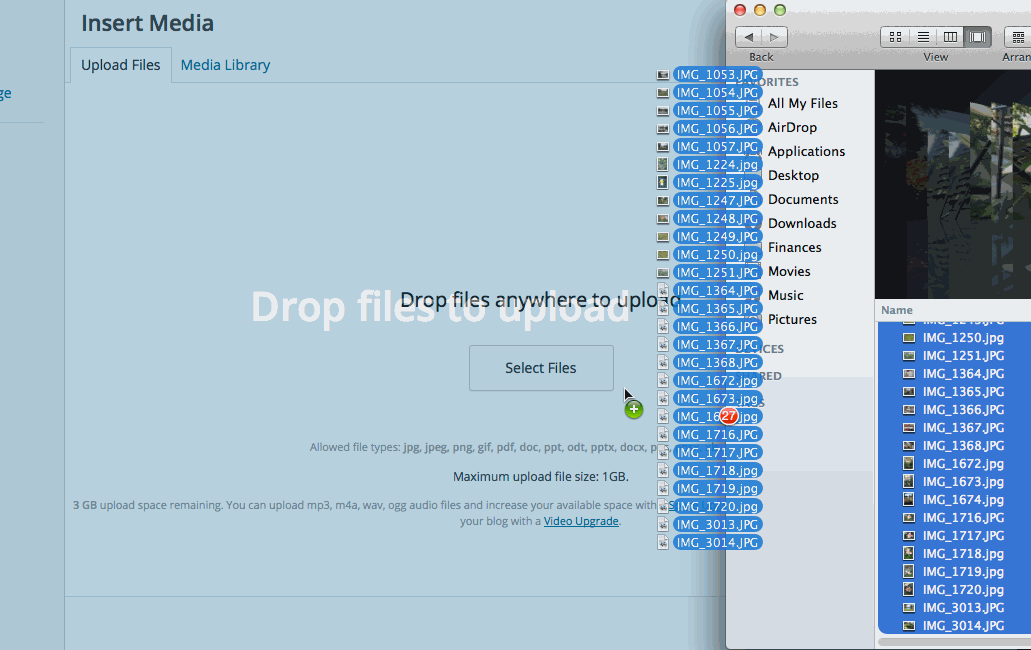 Insert Media
Upload Files
Media Library
ge
Drop files to upload
Drop files anywhere to upload
Select Files
Allowed file types: jpg, jpeg, png, gif, pdf, doc, ppt, odt, pptx, docx,
Maximum upload file size: 1GB.
3 GB upload space remaining. You can upload mp3, m4a, wav, ogg audio files and increase your available space with
your blog with a Video Upgrade.
IMG_1053.JPG
IMG_1054.JPG
IMG_1055.JPG
IMG_1056.JPG
IMG_1057.JPG
IMG_1224.jpg
IMG_1225.jpg
IMG_1247.JPG
IMG_1248.JPG
IMG_1249.JPG
IMG_1250.jpg
IMG_1251.JPG
IMG_1364.JPG
IMG_1365.JPG
IMG_1366.JPG
IMG_1367.JPG
IMG_1368.JPG
IMG_1672.jpg
IMG_1673.jpg
27
IMG_1716.JPG
IMG_1717.JPG
IMG_1718.jpg
IMG_1719.jpg
IMG_1720.jpg
IMG_3013.JPG
IMG_3014.JPG
Back
View
Arran
FAVORITES
All My Files
AirDrop
Applications
Desktop
Documents
Downloads
Finances
Movies
Music
Pictures
Name
IMG_1250.jpg
IMG_1251.JPG
IMG_1364.JPG
IMG_1365.JPG
IMG_1366.JPG
IMG_1367.JPG
IMG_1368.JPG
IMG_1672.jpg
IMG_1673.jpg
IMG_1674.jpg
IMG_1716.JPG
IMG_1717.JPG
IMG_1718.jpg
IMG_1719.jpg
IMG_1720.jpg
IMG_3013.JPG
IMG_3014.JPG